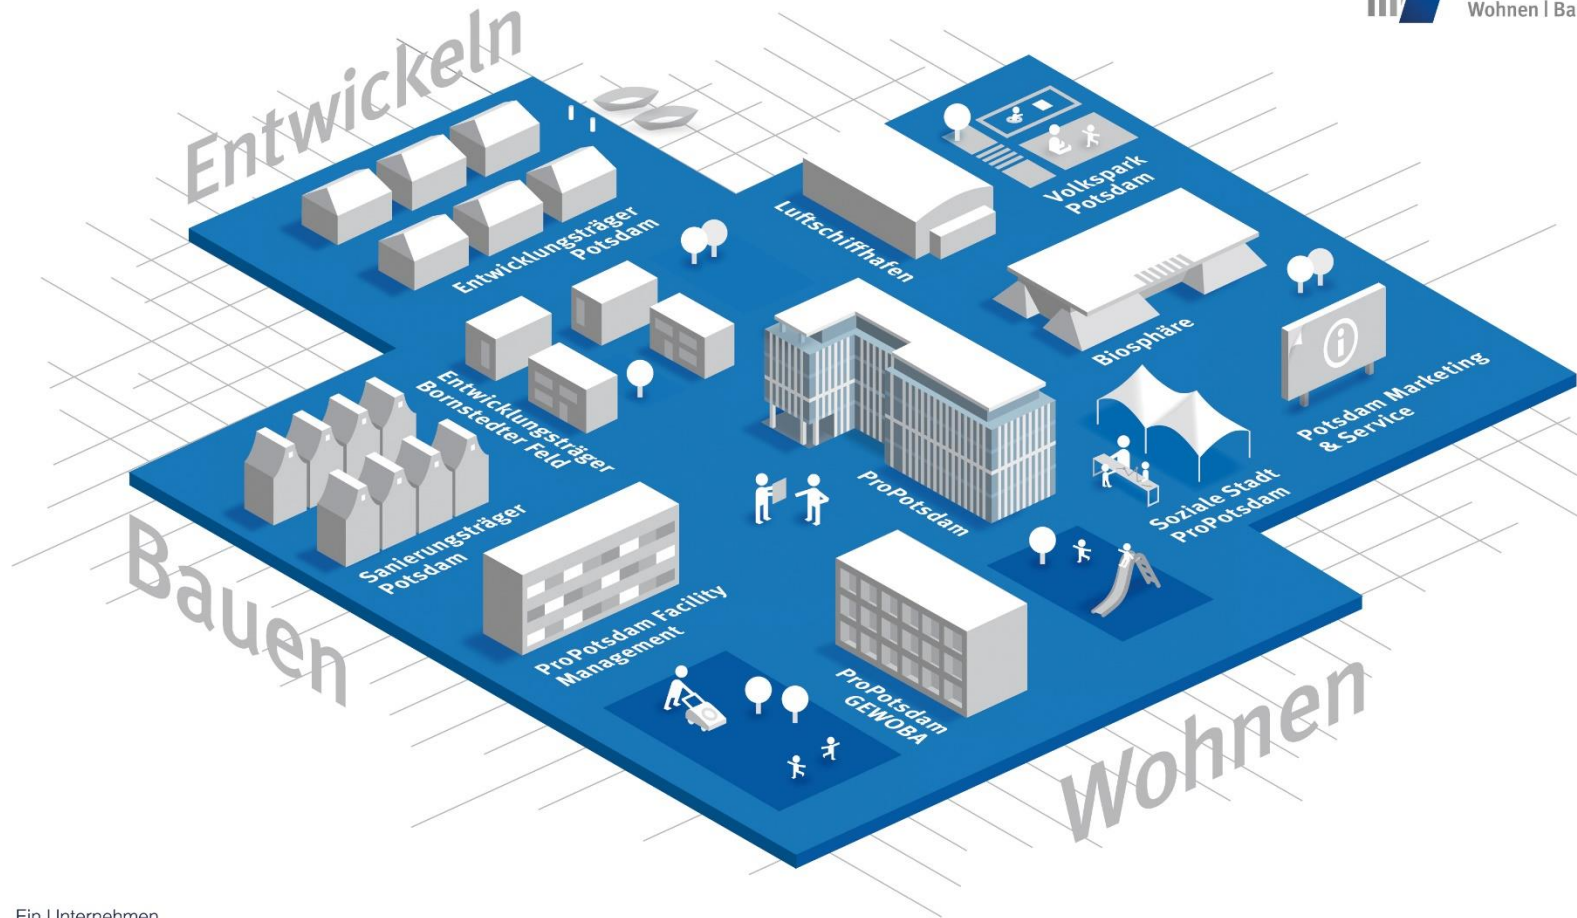 Wohnen | Ba
Entwickeln
Volkspark
Potsdam
Luftschiffhafen
Entwicklungsträger
Potsdam
Biosphäre
Potsdam Marketing
& Service
Entwicklungsträger
Bornstedter Feld
ProPotsdam
Soziale Stadt
ProPotsdam
Sanierungsträger
Potsdam
Bauen
ProPotsdam Facility
Management
ProPotsdam
GEWOBA
Wohnen
Ein Unternehmen